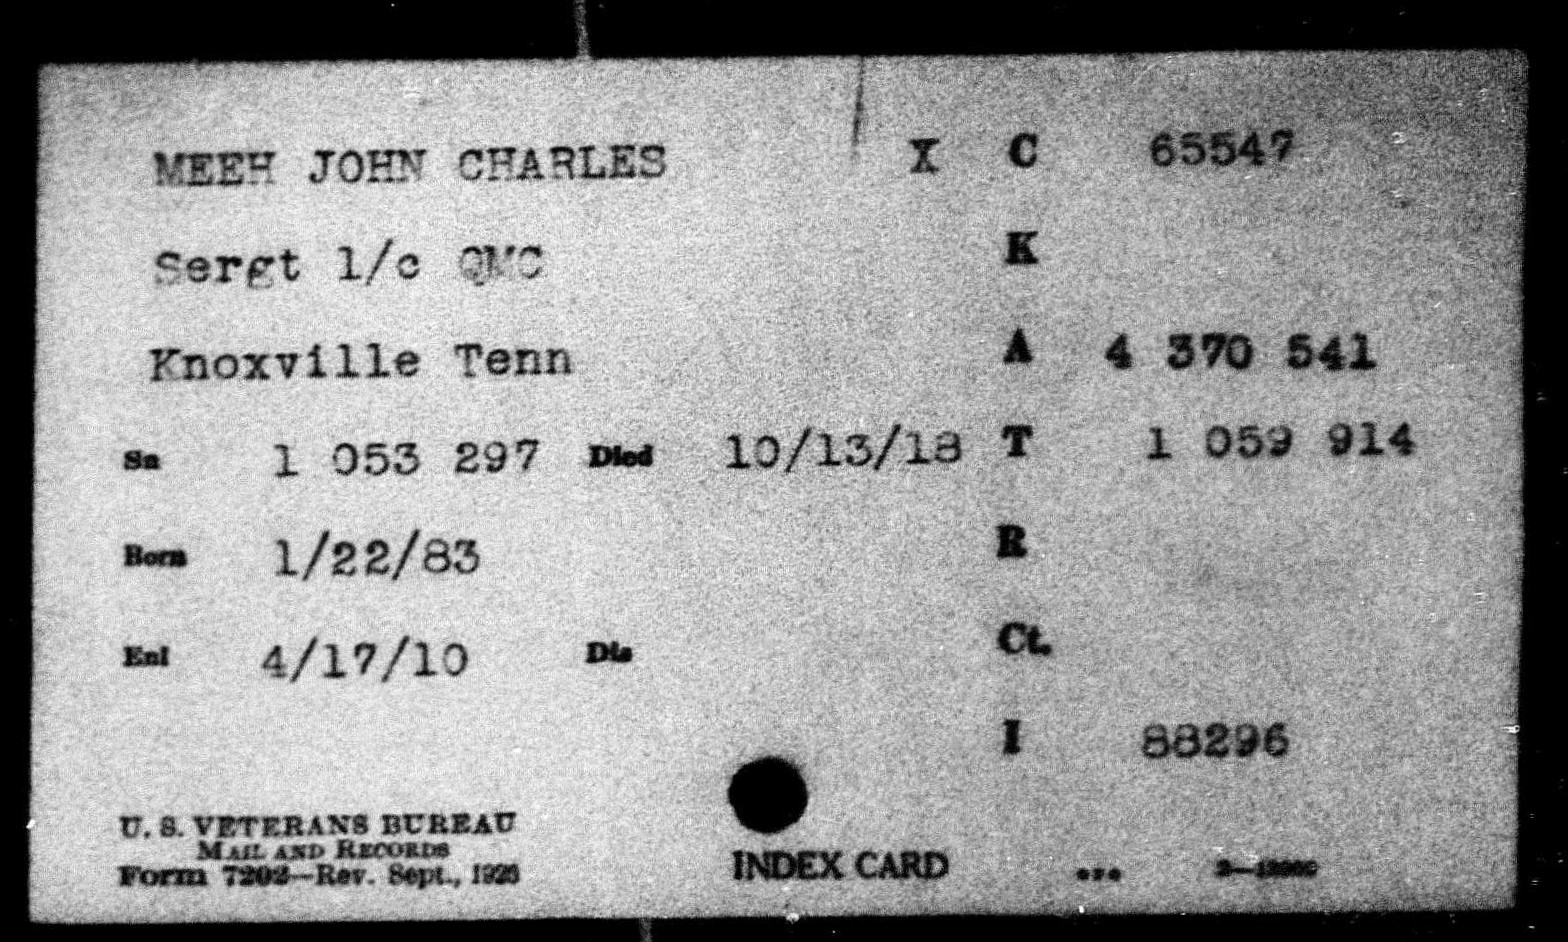 MEEH JOHN CHARLES X C 65547
Sergt 1/c QMC K
Knoxville Tenn A 4 370 541
Sn 1 053 297 Died 10/13/18 T 1 059 914
Born 1/22/83 R
Enl 4/17/10 Dis Ct.
I 88296
U. S. VETERANS BUREAU
MAIL AND RECORDS
Form 7202—Rev. Sept., INDEX CARD